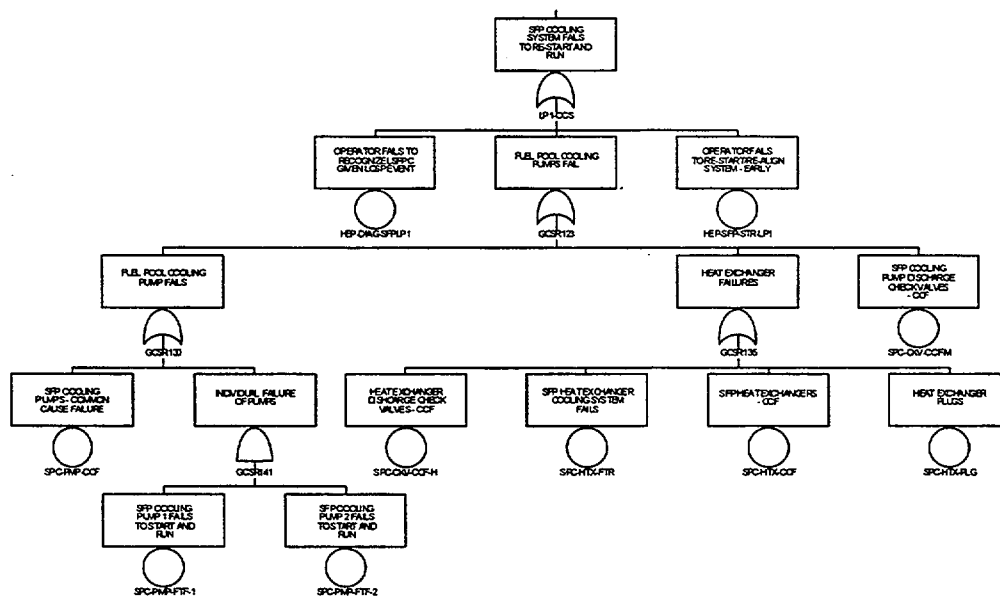 SFP COOLING
SYSTEM FAILS
TO RE-START AND
RUN
LP1-CCS
OPERATOR FAILS TO
RECOGNIZE LSFPC
GIVEN LOSP EVENT
HEP-DIAG-SFPLP1
FUEL POOL COOLING
PUMPS FAIL
GCSR123
OPERATOR FAILS
TO RE-START/RE-ALIGN
SYSTEM - EARLY
HEP-SFP-STR-LP1
FUEL POOL COOLING
PUMP FAILS
GCSR133
HEAT EXCHANGER
FAILURES
GCSR135
SFP COOLING
PUMP DISCHARGE
CHECK VALVES
- CCF
SPC-CKV-CCF-M
SFP COOLING
PUMPS - COMMON
CAUSE FAILURE
SPC-PMP-CCF
INDIVIDUAL FAILURE
OF PUMPS
GCSR141
HEAT EXCHANGER
DISCHARGE CHECK
VALVES - CCF
SPC-CKV-CCF-H
SFP HEAT EXCHANGER
COOLING SYSTEM
FAILS
SPC-HTX-FTR
SFP HEAT EXCHANGERS
- CCF
SPC-HTX-CCF
HEAT EXCHANGER
PLUGS
SPC-HTX-PLG
SFP COOLING
PUMP 1 FAILS
TO START AND
RUN
SPC-PMP-FTF-1
SFP COOLING
PUMP 2 FAILS
TO START AND
RUN
SPC-PMP-FTF-2